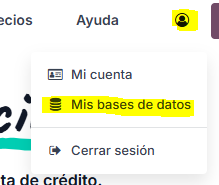 ecios
Ayuda
Mi cuenta
Mis bases de datos
Cerrar sesión
ta de crédito.